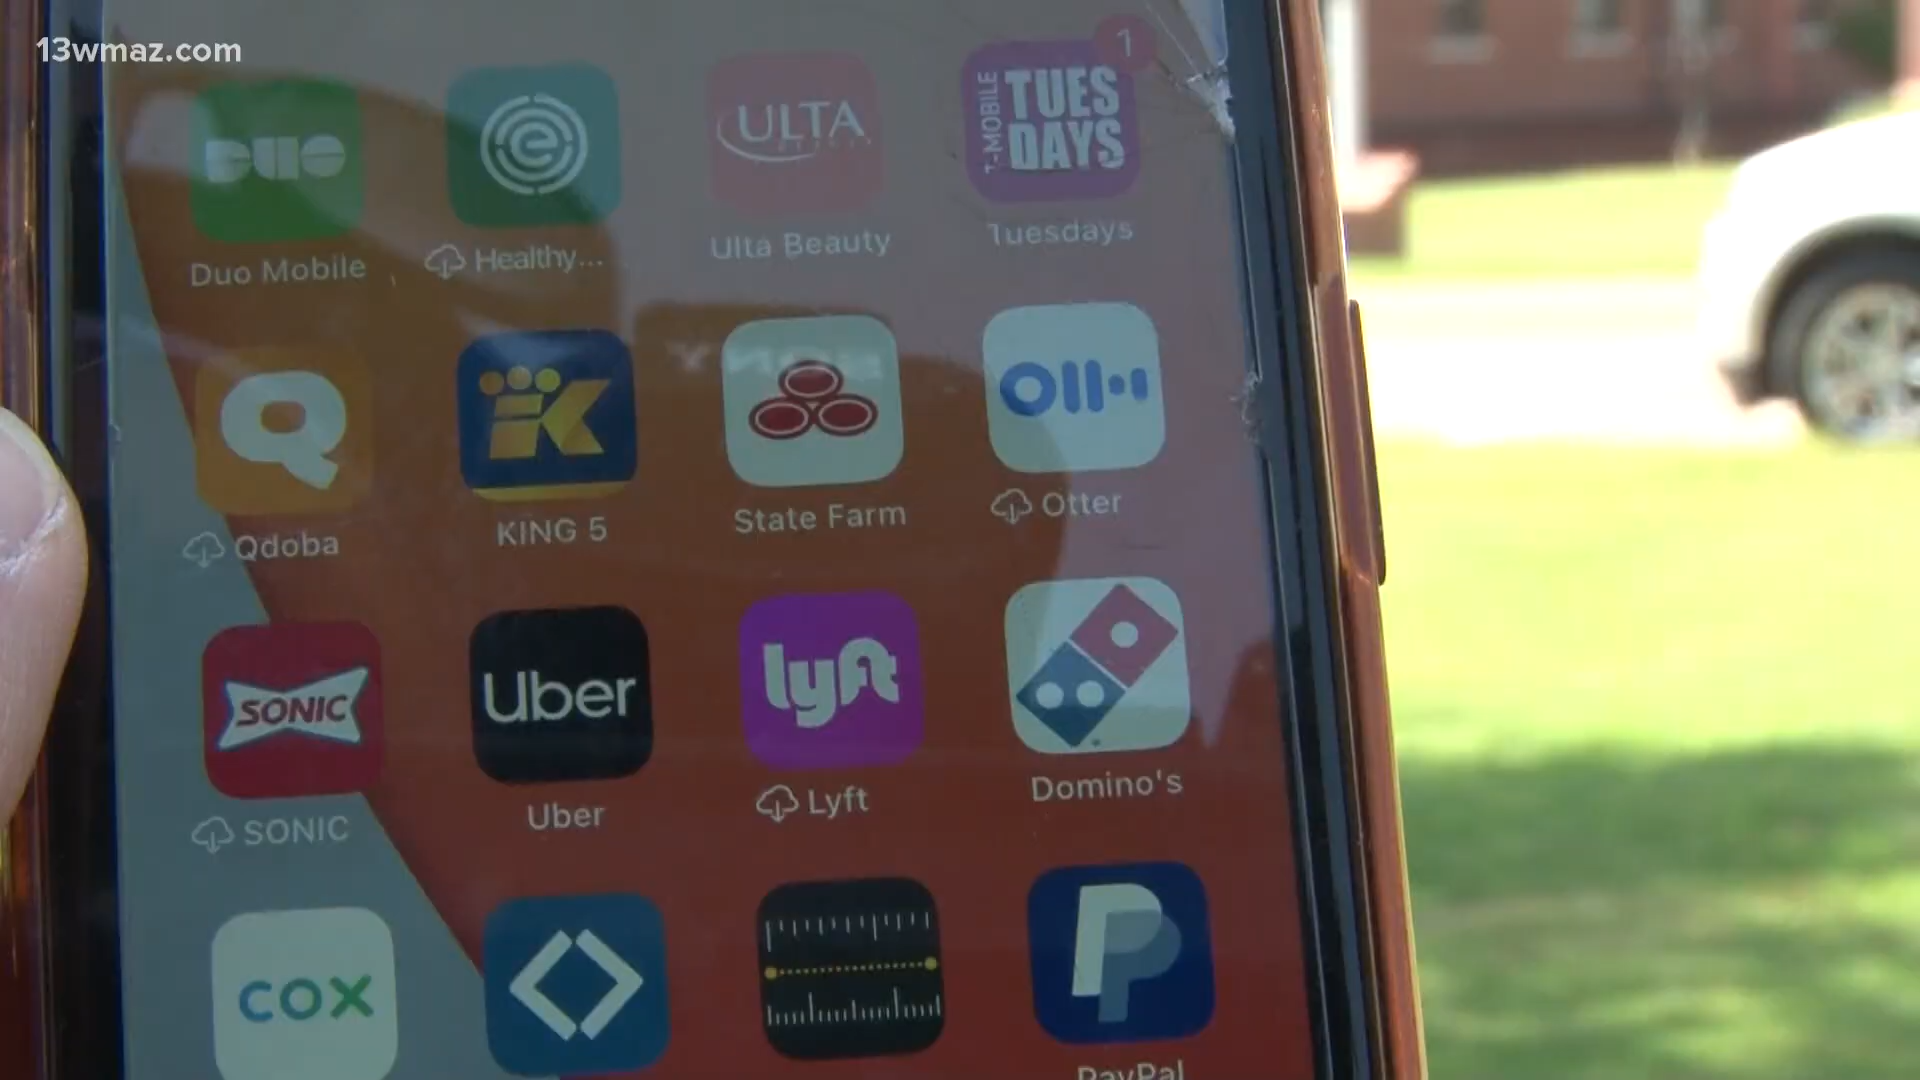 13wmaz.com
DUO
e
ULTA
BEAUTY
T-MOBILE
TUES
DAYS
1
Duo Mobile
Healthy...
Ulta Beauty
Tuesdays
Q
K
Qdoba
KING 5
State Farm
Otter
SONIC
Uber
lyft
SONIC
Uber
Lyft
Domino's
COX
P
PayPal